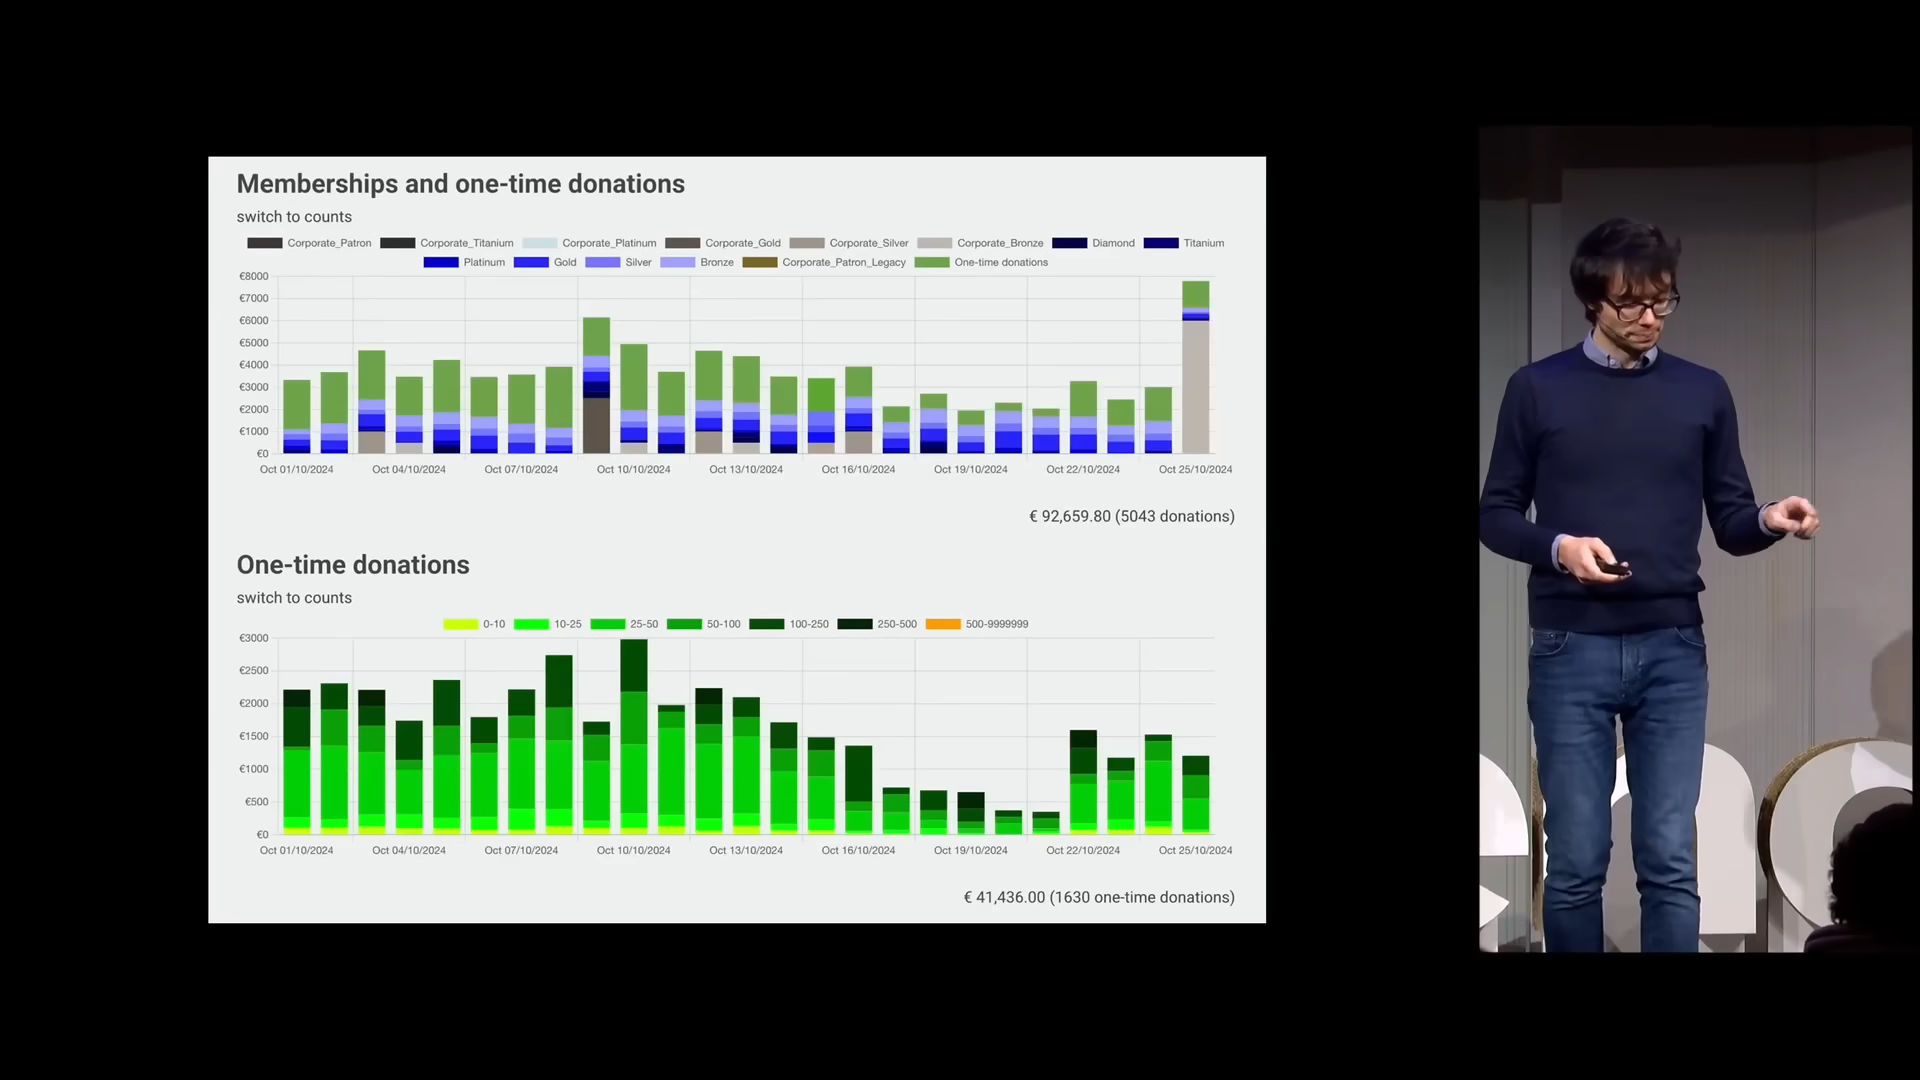 Memberships and one-time donations
switch to counts
Corporate_Patron Corporate_Titanium Corporate_Platinum Corporate_Gold Corporate_Silver Corporate_Bronze Diamond Titanium
Platinum Gold Silver Bronze Corporate_Patron_Legacy One-time donations
€8000
€7000
€6000
€5000
€4000
€3000
€2000
€1000
€0
Oct 01/10/2024 Oct 04/10/2024 Oct 07/10/2024 Oct 10/10/2024 Oct 13/10/2024 Oct 16/10/2024 Oct 19/10/2024 Oct 22/10/2024 Oct 25/10/2024
€ 92,659.80 (5043 donations)
One-time donations
switch to counts
0-10 10-25 25-50 50-100 100-250 250-500 500-9999999
€3000
€2500
€2000
€1500
€1000
€500
€0
Oct 01/10/2024 Oct 04/10/2024 Oct 07/10/2024 Oct 10/10/2024 Oct 13/10/2024 Oct 16/10/2024 Oct 19/10/2024 Oct 22/10/2024 Oct 25/10/2024
€ 41,436.00 (1630 one-time donations)